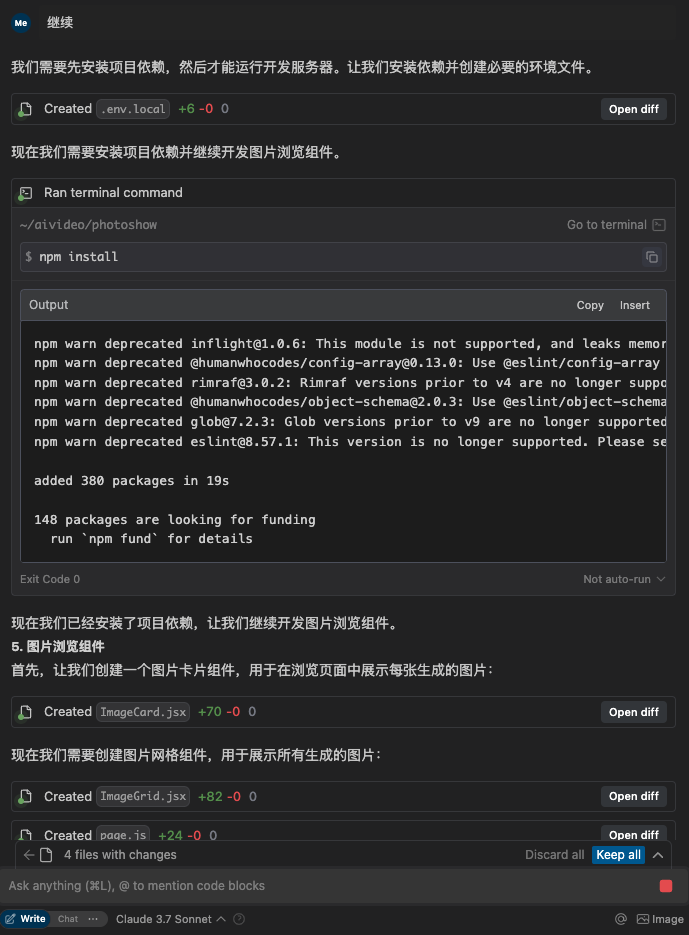 Me 继续
我们需要先安装项目依赖，然后才能运行开发服务器。让我们安装依赖并创建必要的环境文件。
Created .env.local +6 -0 0 Open diff
现在我们需要安装项目依赖并继续开发图片浏览组件。
Ran terminal command
~/aivideo/photoshow Go to terminal
$ npm install
Output Copy Insert
npm warn deprecated inflight@1.0.6: This module is not supported, and leaks memor
npm warn deprecated @humanwhocodes/config-array@0.13.0: Use @eslint/config-array
npm warn deprecated rimraf@3.0.2: Rimraf versions prior to v4 are no longer suppo
npm warn deprecated @humanwhocodes/object-schema@2.0.3: Use @eslint/object-schema
npm warn deprecated glob@7.2.3: Glob versions prior to v9 are no longer supported
npm warn deprecated eslint@8.57.1: This version is no longer supported. Please se
added 380 packages in 19s
148 packages are looking for funding
run `npm fund` for details
Exit Code 0 Not auto-run
现在我们已经安装了项目依赖，让我们继续开发图片浏览组件。
5. 图片浏览组件
首先，让我们创建一个图片卡片组件，用于在浏览页面中展示每张生成的图片：
Created ImageCard.jsx +70 -0 0 Open diff
现在我们需要创建图片网格组件，用于展示所有生成的图片：
Created ImageGrid.jsx +82 -0 0 Open diff
Created page.js +24 -0 0 Open diff
4 files with changes Discard all Keep all
Ask anything (⌘L), @ to mention code blocks
Write Chat ··· Claude 3.7 Sonnet @ Image